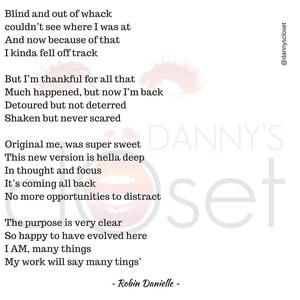 Blind and out of whack
couldn't see where I was at
And now because of that
I kinda fell off track
But I'm thankful for all that
Much happened, but now I'm back
Detoured but not deterred
Shaken but never scared
Original me, was super sweet
This new version is hella deep
In thought and focus
It's coming all back
No more opportunities to distract
The purpose is very clear
So happy to have evolved here
I AM, many things
My work will say many tings'
- Robin Danielle -
@dannyscloset
DANNY'S
closet